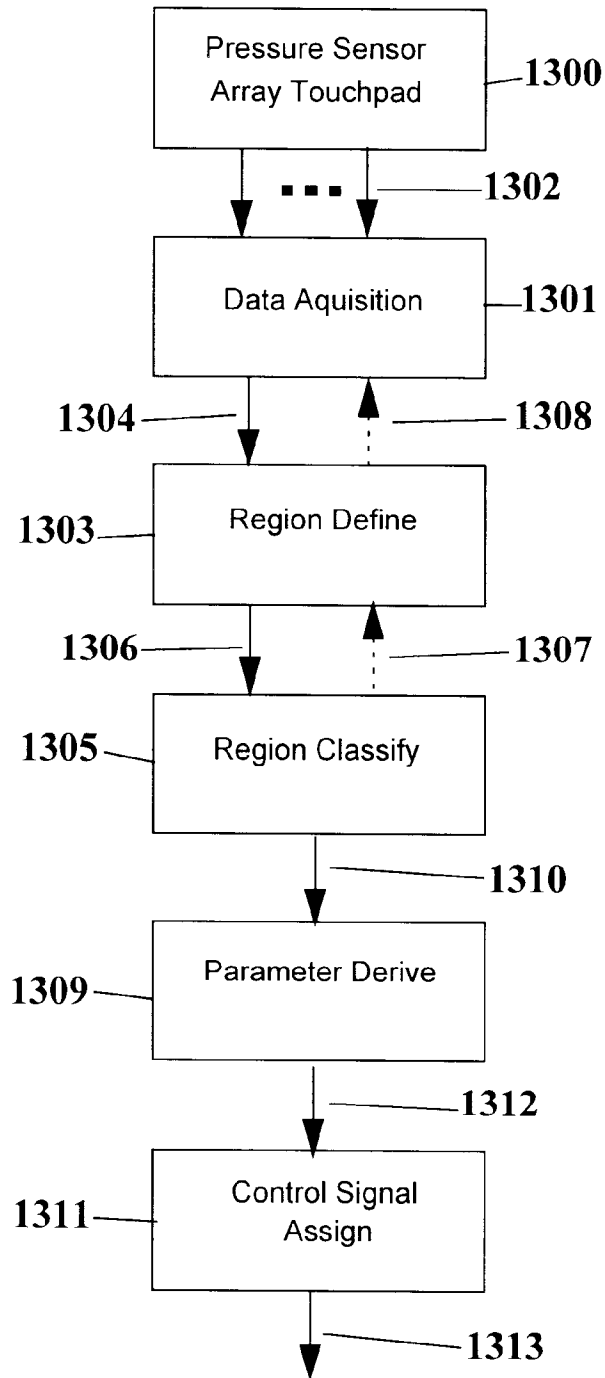 Pressure Sensor
Array Touchpad
1300
1302
Data Aquisition
1301
1304
1308
Region Define
1303
1306
1307
Region Classify
1305
1310
Parameter Derive
1309
1312
Control Signal
Assign
1311
1313